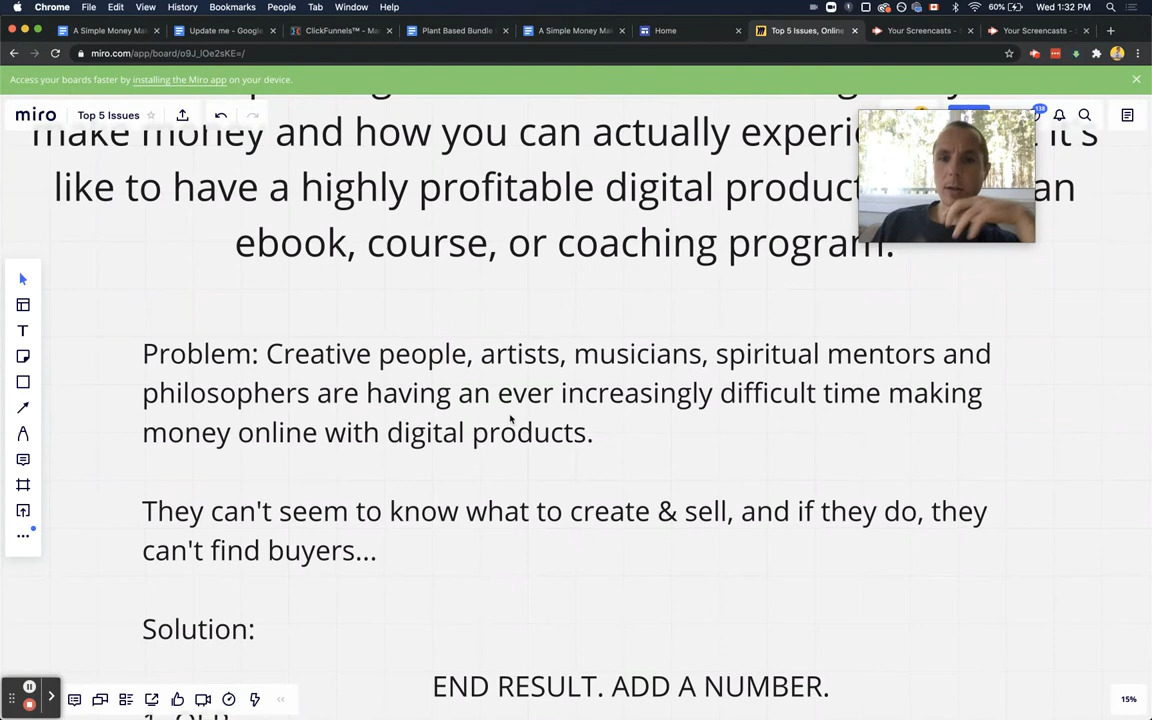 Chrome File Edit View History Bookmarks People Tab Window Help
60% Wed 1:32 PM
A Simple Money Ma
Update me - Google
ClickFunnels™ - Ma
Plant Based Bundle
A Simple Money Ma
Home
Top 5 Issues, Online
Your Screencasts -
Your Screencasts -
miro.com/app/board/o9J_lOe2sKE=/
Access your boards faster by installing the Miro app on your device.
miro Top 5 Issues
138
make money and how you can actually experi it's
like to have a highly profitable digital product an
ebook, course, or coaching program.
Problem: Creative people, artists, musicians, spiritual mentors and
philosophers are having an ever increasingly difficult time making
money online with digital products.
They can't seem to know what to create & sell, and if they do, they
can't find buyers...
Solution:
END RESULT. ADD A NUMBER.
15%